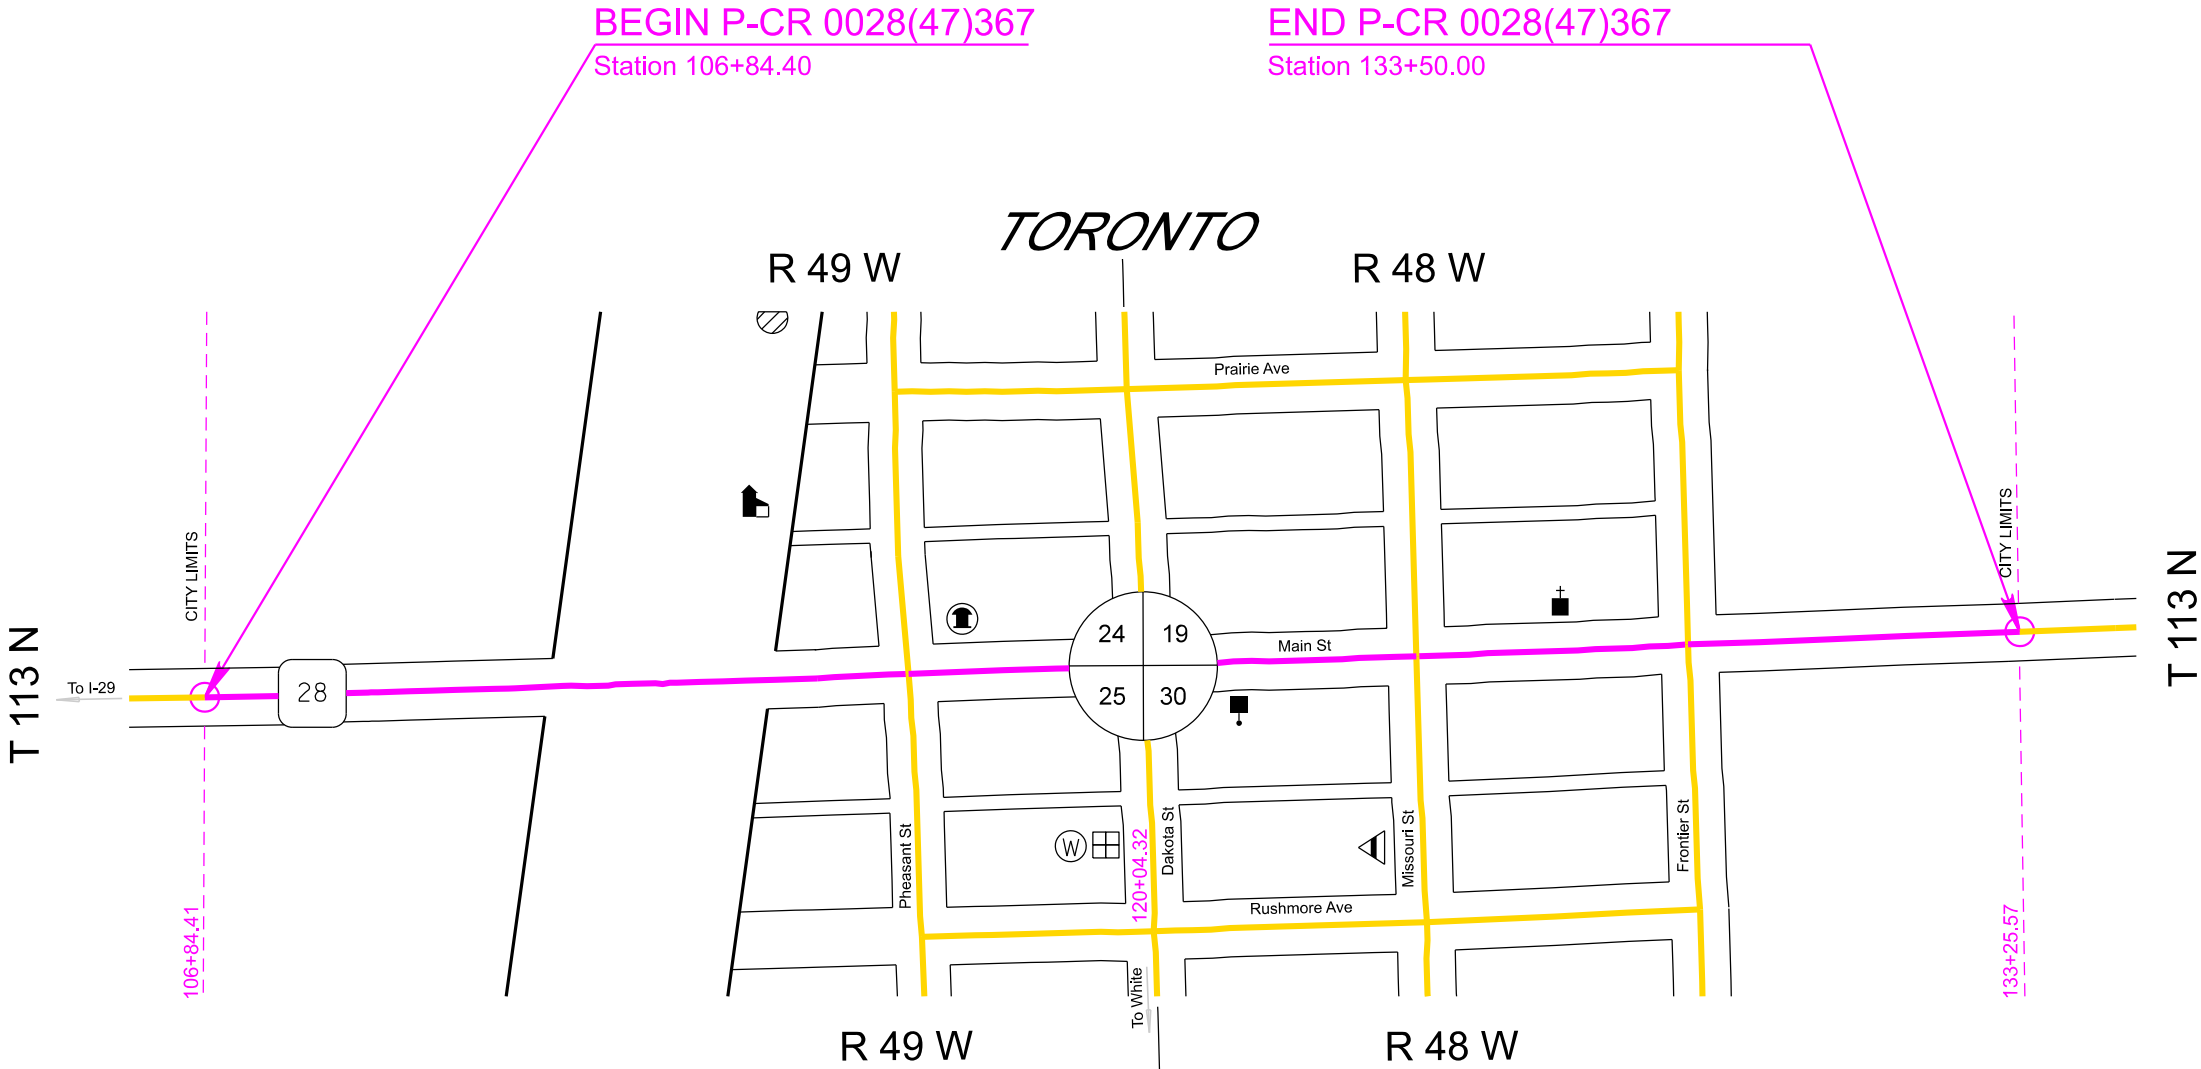 BEGIN P-CR 0028(47)367
Station 106+84.40
END P-CR 0028(47)367
Station 133+50.00
TORONTO
R 49 W
R 48 W
Prairie Ave
CITY LIMITS
CITY LIMITS
T 113 N
T 113 N
24
19
25
30
Main St
To I-29
28
W
Pheasant St
120+04.32
Dakota St
Missouri St
Frontier St
Rushmore Ave
106+84.41
133+25.57
To White
R 49 W
R 48 W